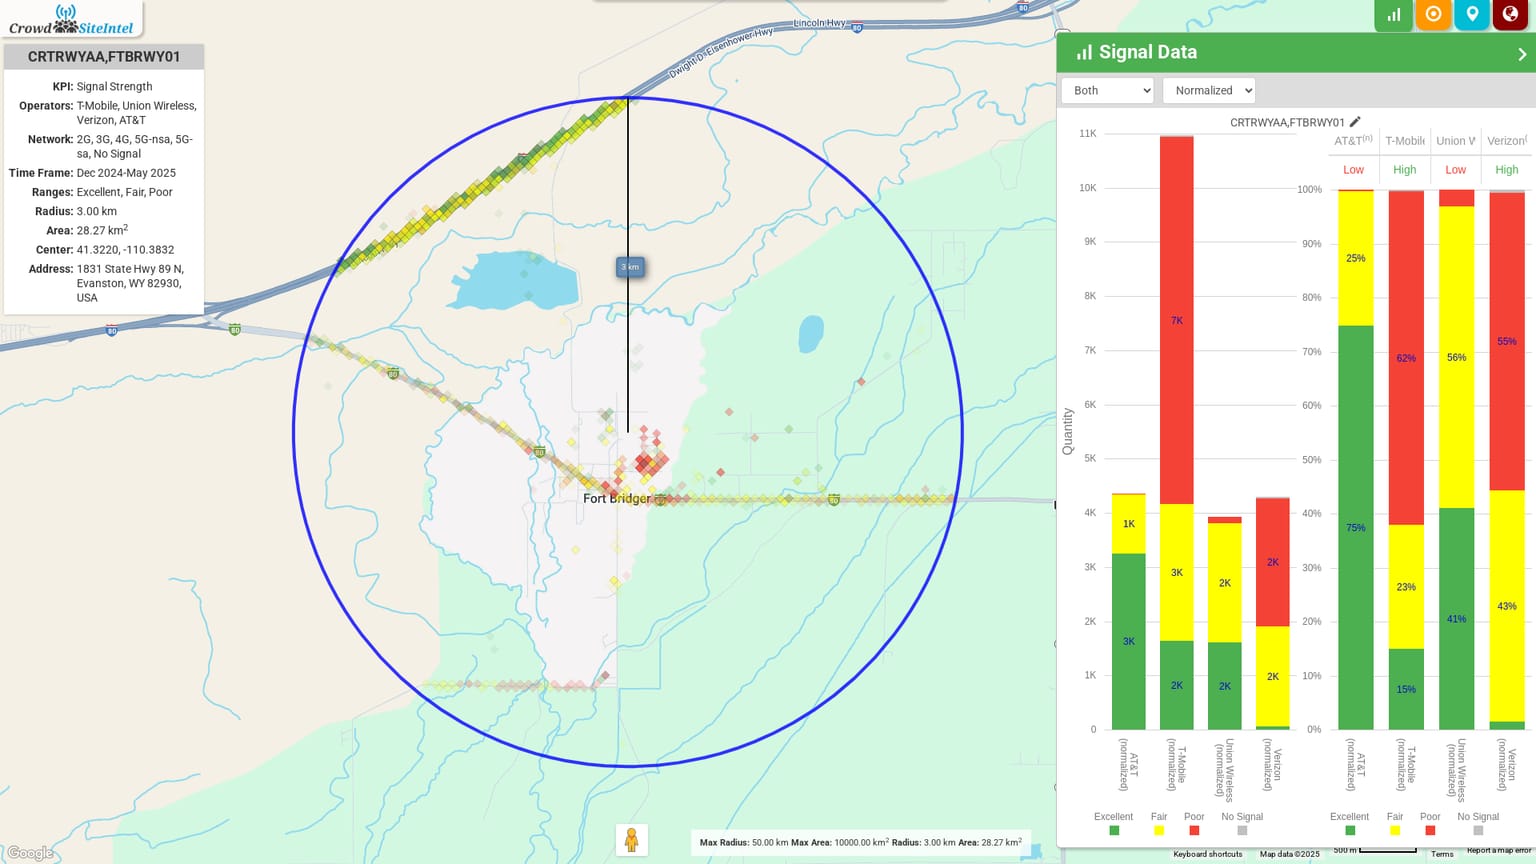 Crowd SiteIntel
CRTRWYAA,FTBRWY01
KPI: Signal Strength
Operators: T-Mobile, Union Wireless,
Verizon, AT&T
Network: 2G, 3G, 4G, 5G-nsa, 5G-
sa, No Signal
Time Frame: Dec 2024-May 2025
Ranges: Excellent, Fair, Poor
Radius: 3.00 km
Area: 28.27 km2
Center: 41.3220, -110.3832
Address: 1831 State Hwy 89 N,
Evanston, WY 82930,
USA
Lincoln Hwy
80
80
Dwight D. Eisenhower Hwy
3 km
80
80
80
80
Fort Bridger
80
Google
Max Radius: 50.00 km Max Area: 10000.00 km2 Radius: 3.00 km Area: 28.27 km2
Signal Data
Both
Normalized
CRTRWYAA,FTBRWY01
AT&T(n)
T-Mobile
Union W
Verizon(
Low
High
Low
High
Quantity
11K
10K
9K
8K
7K
6K
5K
4K
3K
2K
1K
0
1K
3K
7K
3K
2K
2K
2K
2K
2K
AT&T
(normalized)
T-Mobile
(normalized)
Union Wireless
(normalized)
Verizon
(normalized)
100%
90%
80%
70%
60%
50%
40%
30%
20%
10%
0%
25%
75%
62%
23%
15%
56%
41%
55%
43%
AT&T
(normalized)
T-Mobile
(normalized)
Union Wireless
(normalized)
Verizon
(normalized)
Excellent
Fair
Poor
No Signal
Excellent
Fair
Poor
No Signal
Keyboard shortcuts
Map data ©2025
500 m
Terms
Report a map error